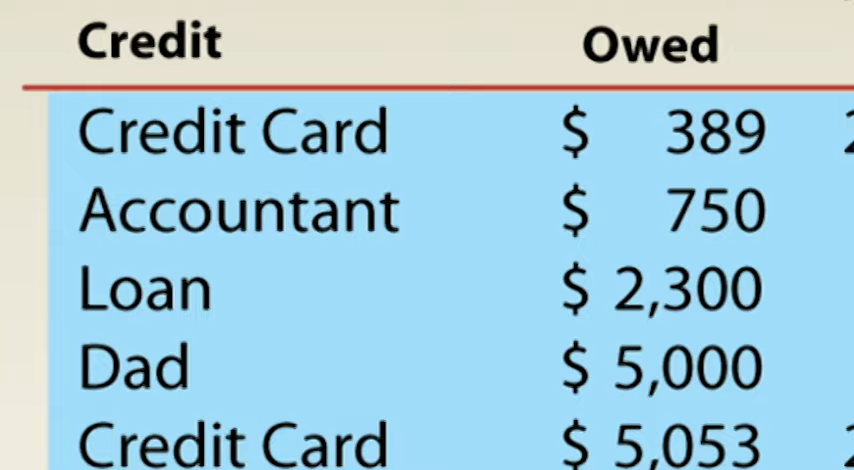 Credit Owed
Credit Card $ 389
Accountant $ 750
Loan $ 2,300
Dad $ 5,000
Credit Card $ 5,053